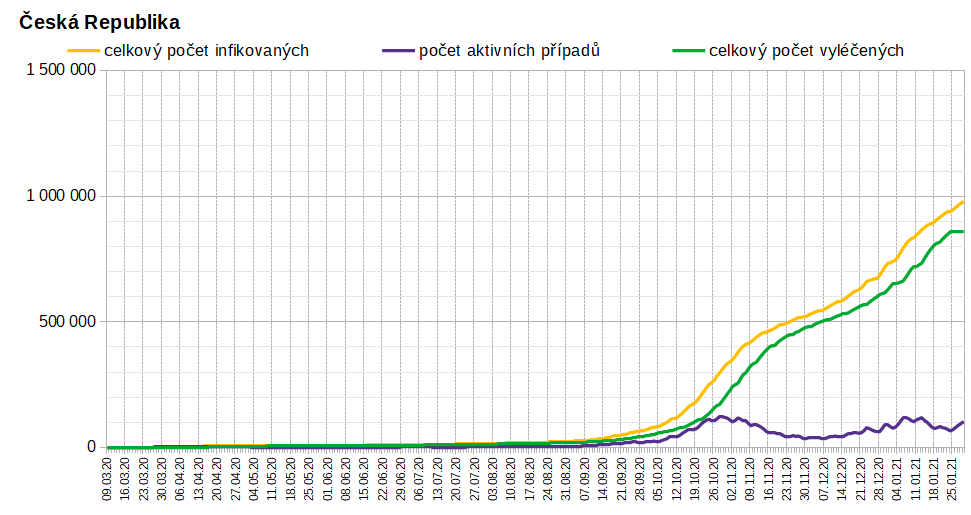 Česká Republika
celkový počet infikovaných počet aktivních případů celkový počet vyléčených
1 500 000
1 000 000
500 000
0
09.03.20 16.03.20 23.03.20 30.03.20 06.04.20 13.04.20 20.04.20 27.04.20 04.05.20 11.05.20 18.05.20 25.05.20 01.06.20 08.06.20 15.06.20 22.06.20 29.06.20 06.07.20 13.07.20 20.07.20 27.07.20 03.08.20 10.08.20 17.08.20 24.08.20 31.08.20 07.09.20 14.09.20 21.09.20 28.09.20 05.10.20 12.10.20 19.10.20 26.10.20 02.11.20 09.11.20 16.11.20 23.11.20 30.11.20 07.12.20 14.12.20 21.12.20 28.12.20 04.01.21 11.01.21 18.01.21 25.01.21